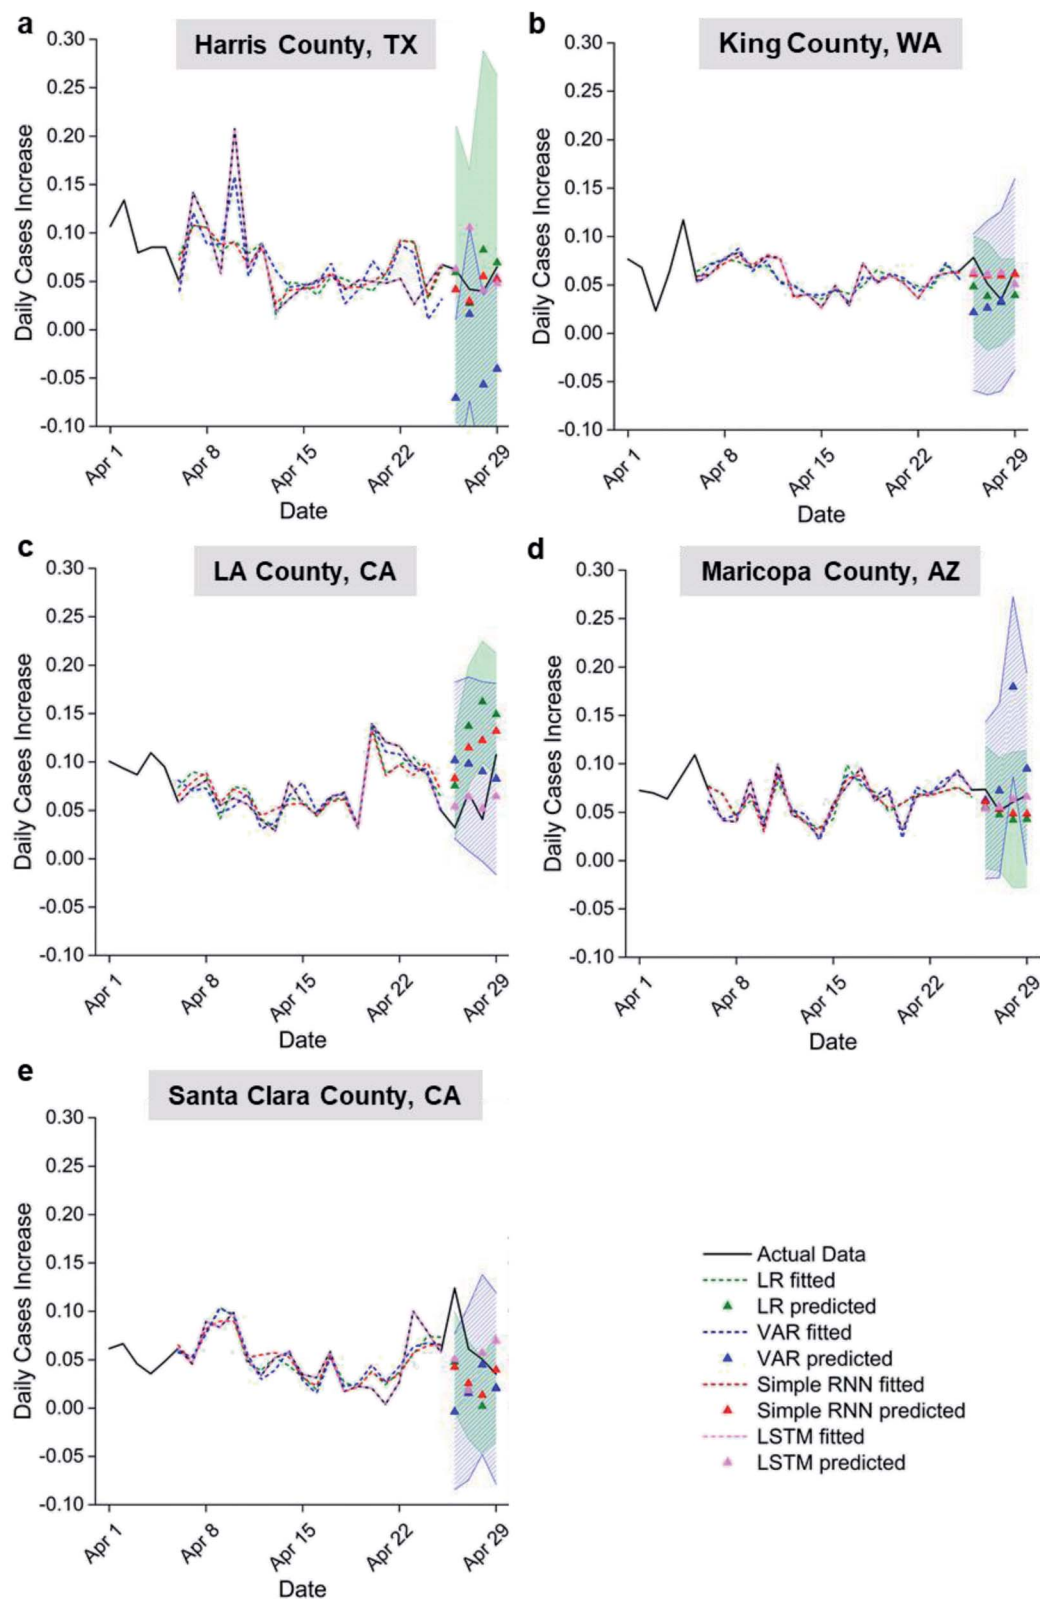 a
Harris County, TX
0.30
0.25
0.20
0.15
0.10
0.05
0.00
-0.05
-0.10
Daily Cases Increase
Apr 1
Apr 8
Apr 15
Apr 22
Apr 29
Date
b
King County, WA
0.30
0.25
0.20
0.15
0.10
0.05
0.00
-0.05
-0.10
Daily Cases Increase
Apr 1
Apr 8
Apr 15
Apr 22
Apr 29
Date
c
LA County, CA
0.30
0.25
0.20
0.15
0.10
0.05
0.00
-0.05
-0.10
Daily Cases Increase
Apr 1
Apr 8
Apr 15
Apr 22
Apr 29
Date
d
Maricopa County, AZ
0.30
0.25
0.20
0.15
0.10
0.05
0.00
-0.05
-0.10
Daily Cases Increase
Apr 1
Apr 8
Apr 15
Apr 22
Apr 29
Date
e
Santa Clara County, CA
0.30
0.25
0.20
0.15
0.10
0.05
0.00
-0.05
-0.10
Daily Cases Increase
Apr 1
Apr 8
Apr 15
Apr 22
Apr 29
Date
Actual Data
LR fitted
LR predicted
VAR fitted
VAR predicted
Simple RNN fitted
Simple RNN predicted
LSTM fitted
LSTM predicted